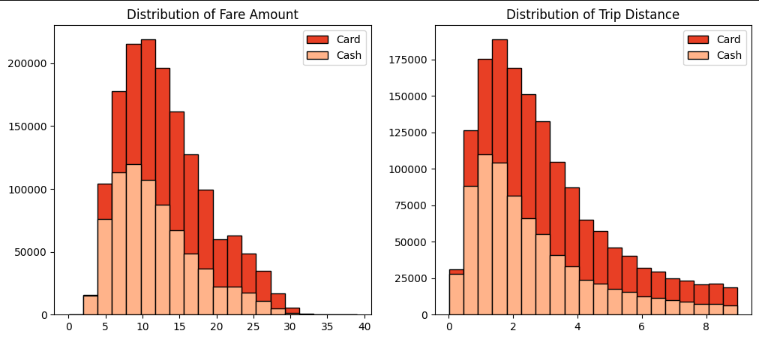 Distribution of Fare Amount
Card
Cash
200000
150000
100000
50000
0
0 5 10 15 20 25 30 35 40
Distribution of Trip Distance
Card
Cash
175000
150000
125000
100000
75000
50000
25000
0
0 2 4 6 8